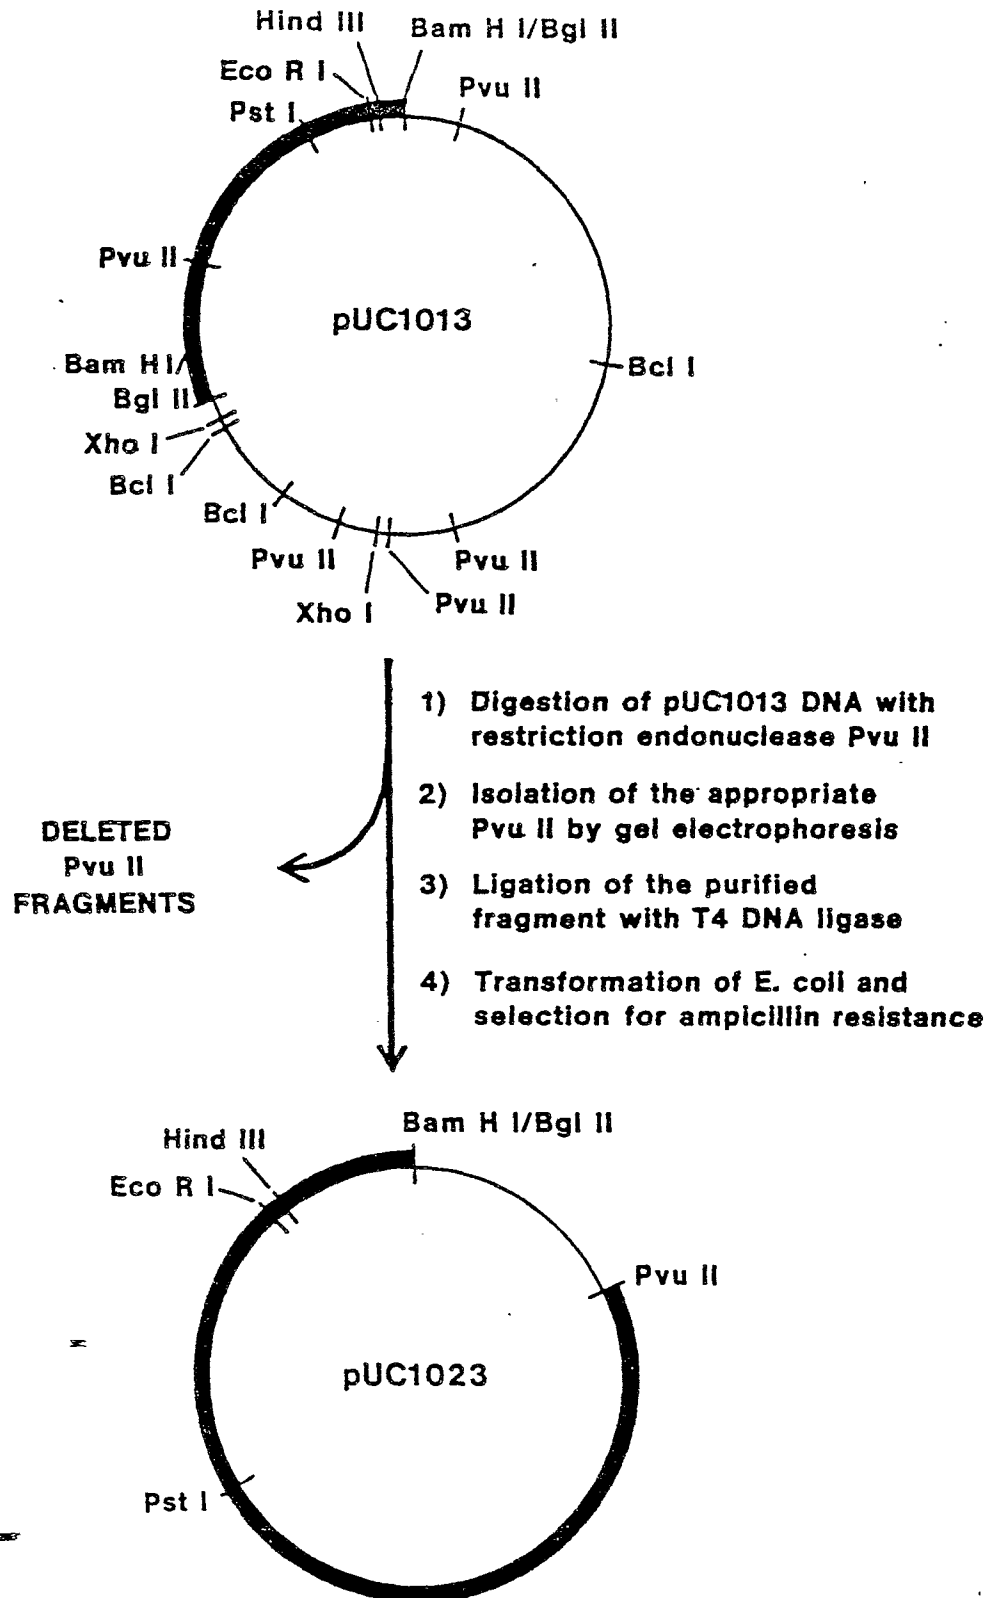 Hind III
Bam H I/Bgl II
Eco R I
Pvu II
Pst I
Pvu II
pUC1013
Bam H I/
Bgl II
Bcl I
Xho I
Bcl I
Bcl I
Pvu II
Pvu II
Xho I
Pvu II
1) Digestion of pUC1013 DNA with
restriction endonuclease Pvu II
2) Isolation of the appropriate
Pvu II by gel electrophoresis
DELETED
Pvu II
FRAGMENTS
3) Ligation of the purified
fragment with T4 DNA ligase
4) Transformation of E. coli and
selection for ampicillin resistance
Bam H I/Bgl II
Hind III
Eco R I
Pvu II
pUC1023
Pst I